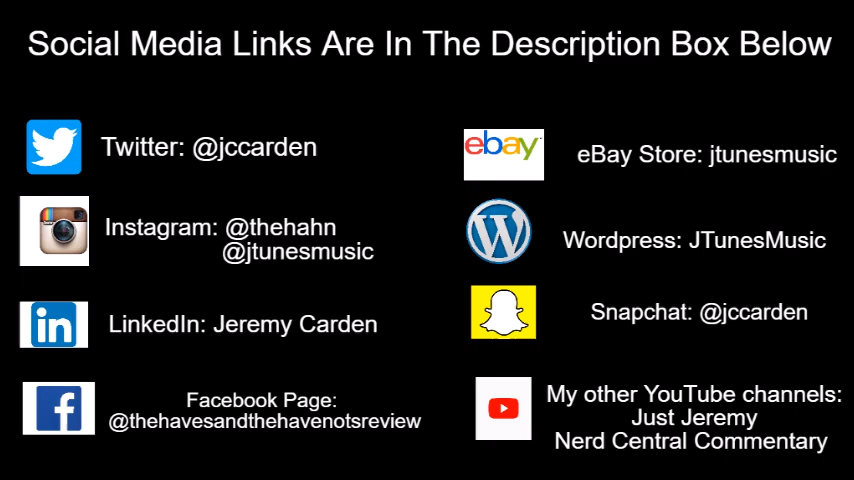 Social Media Links Are In The Description Box Below
Twitter: @jccarden
Instagram: @thehahn
@jtunesmusic
in LinkedIn: Jeremy Carden
f Facebook Page:
@thehavesandthehavenotsreview
ebay eBay Store: jtunesmusic
W Wordpress: JTunesMusic
Snapchat: @jccarden
My other YouTube channels:
Just Jeremy
Nerd Central Commentary